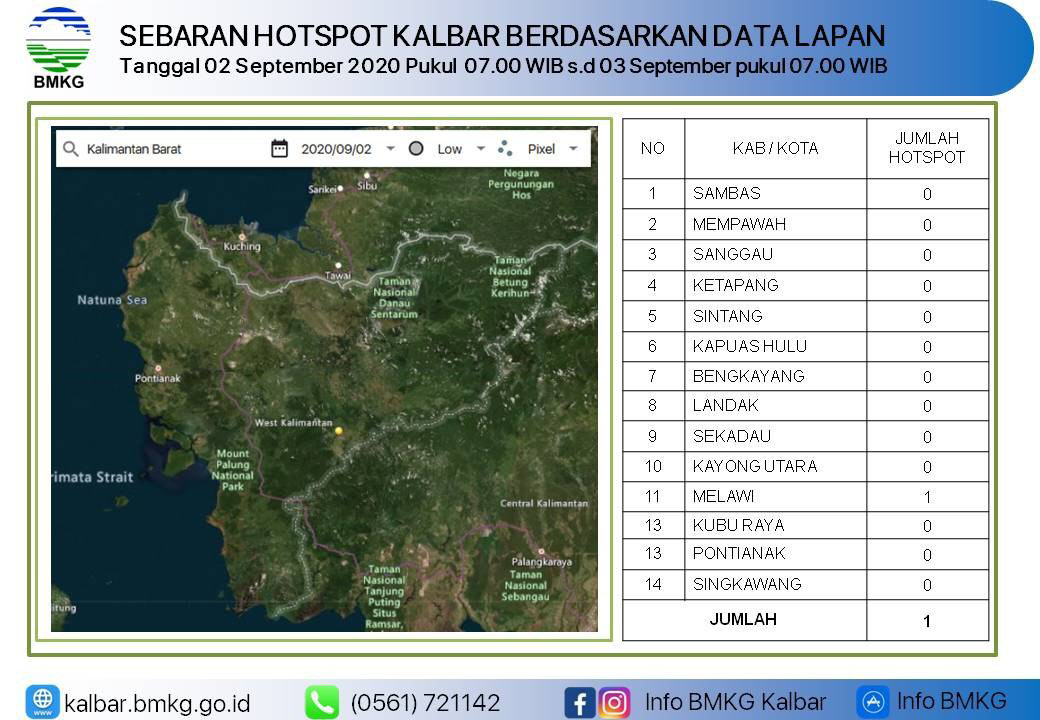 BMKG
SEBARAN HOTSPOT KALBAR BERDASARKAN DATA LAPAN
Tanggal 02 September 2020 Pukul 07.00 WIB s.d 03 September pukul 07.00 WIB
Kalimantan Barat 2020/09/02 Low Pixel
Negara
Pergunungan
Hos
Sarikei
Sibu
Kuching
Tawai
Taman
Nasional
Betung
Kerihun
Taman
Nasional
Danau
Sentarum
Natuna Sea
Pontianak
West Kalimantan
Mount
Palung
National
Park
rimata Strait
Central Kalimantan
Palangkaraya
Taman
Nasional
Sebangau
Taman
Nasional
Tanjung
Puting
Situs
Ramsar,
itung
NO KAB / KOTA JUMLAH HOTSPOT
1 SAMBAS 0
2 MEMPAWAH 0
3 SANGGAU 0
4 KETAPANG 0
5 SINTANG 0
6 KAPUAS HULU 0
7 BENGKAYANG 0
8 LANDAK 0
9 SEKADAU 0
10 KAYONG UTARA 0
11 MELAWI 1
13 KUBU RAYA 0
13 PONTIANAK 0
14 SINGKAWANG 0
JUMLAH 1
kalbar.bmkg.go.id (0561) 721142 Info BMKG Kalbar Info BMKG